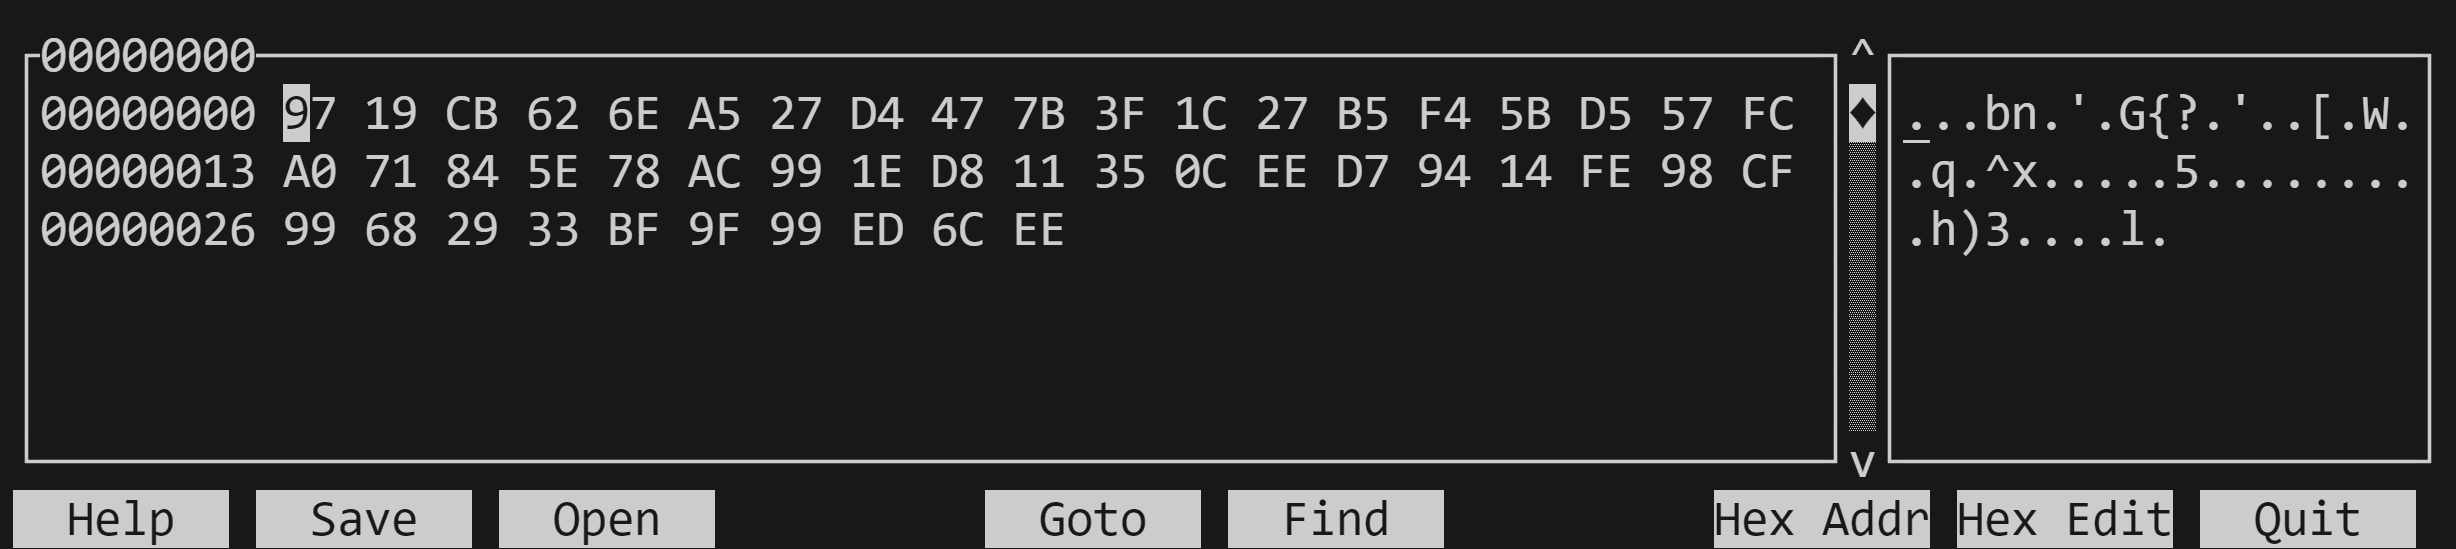 00000000
00000000 97 19 CB 62 6E A5 27 D4 47 7B 3F 1C 27 B5 F4 5B D5 57 FC ...bn.'.G{?.'..[.W.
00000013 A0 71 84 5E 78 AC 99 1E D8 11 35 0C EE D7 94 14 FE 98 CF .q.^x.....5........
00000026 99 68 29 33 BF 9F 99 ED 6C EE .h)3....l.
Help Save Open Goto Find Hex Addr Hex Edit Quit